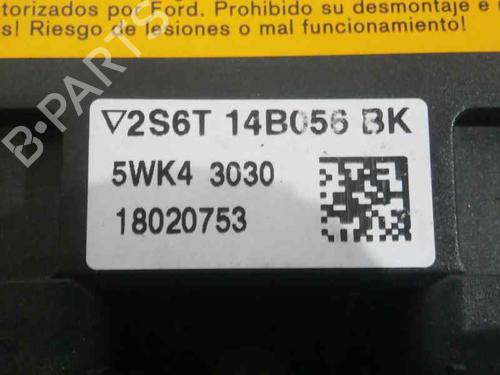 torizados por Ford. Prohibido su desmontaje e
s! Riesgo de lesiones o mal funcionamiento!
▽2S6T 14B056 BK
5WK4 3030
18020753
B-PARTS